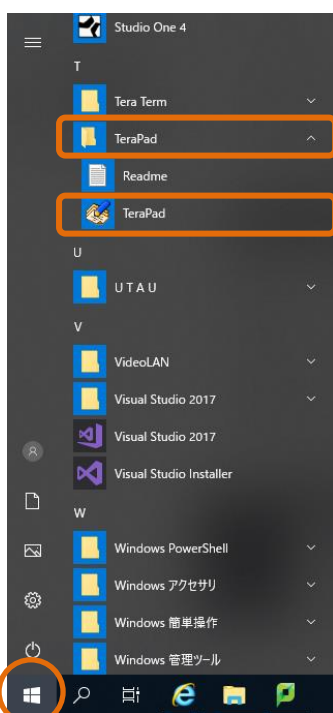 Studio One 4
T
Tera Term
TeraPad
Readme
TeraPad
U
U T A U
V
VideoLAN
Visual Studio 2017
Visual Studio 2017
Visual Studio Installer
W
Windows PowerShell
Windows アクセサリ
Windows 簡単操作
Windows 管理ツール